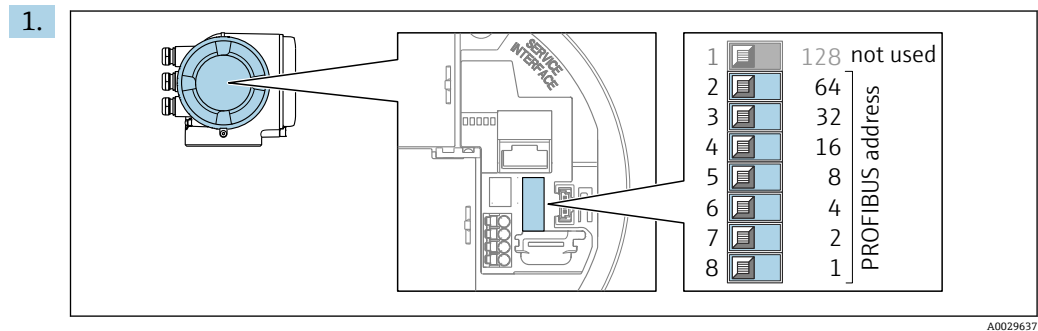 1.
SERVICE
INTERFACE
1 128 not used
2 64
3 32
4 16
5 8
6 4
7 2
8 1
PROFIBUS address
A0029637